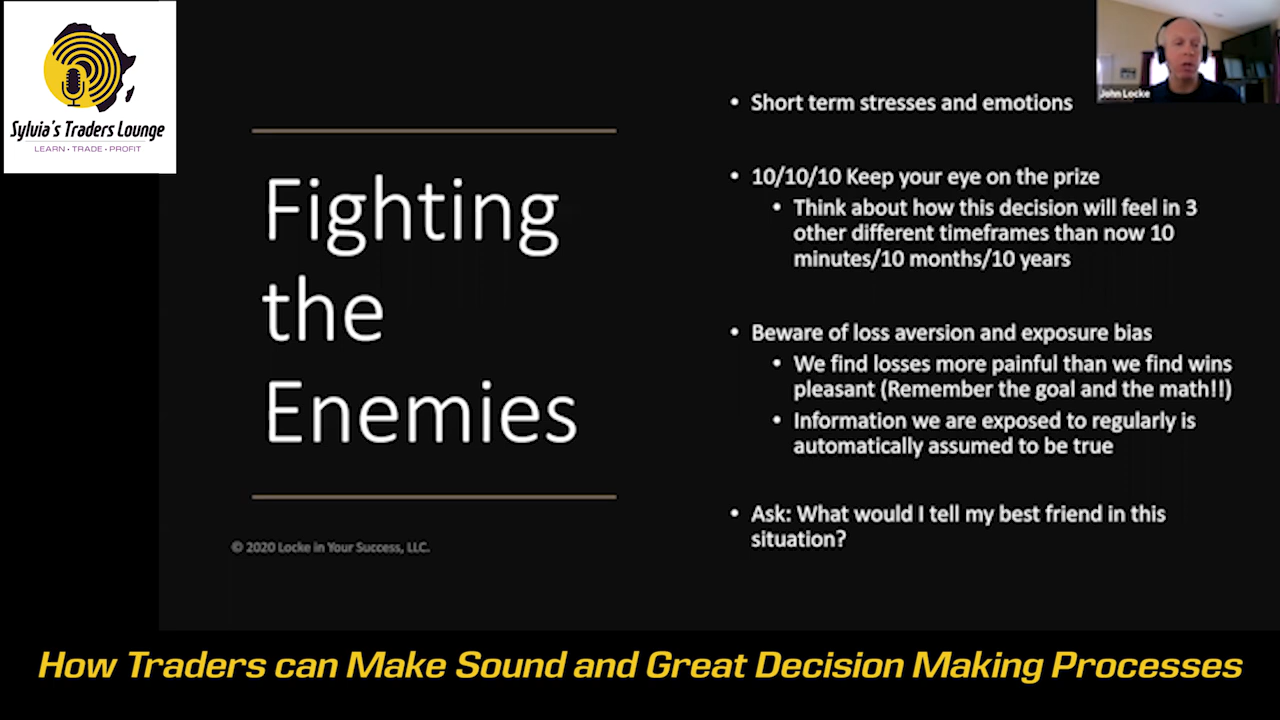 Sylvia's Traders Lounge
LEARN • TRADE • PROFIT
John Locke
Fighting
the
Enemies
© 2020 Locke in Your Success, LLC.
• Short term stresses and emotions
• 10/10/10 Keep your eye on the prize
• Think about how this decision will feel in 3
other different timeframes than now 10
minutes/10 months/10 years
• Beware of loss aversion and exposure bias
• We find losses more painful than we find wins
pleasant (Remember the goal and the math!!)
• Information we are exposed to regularly is
automatically assumed to be true
• Ask: What would I tell my best friend in this
situation?
How Traders can Make Sound and Great Decision Making Processes